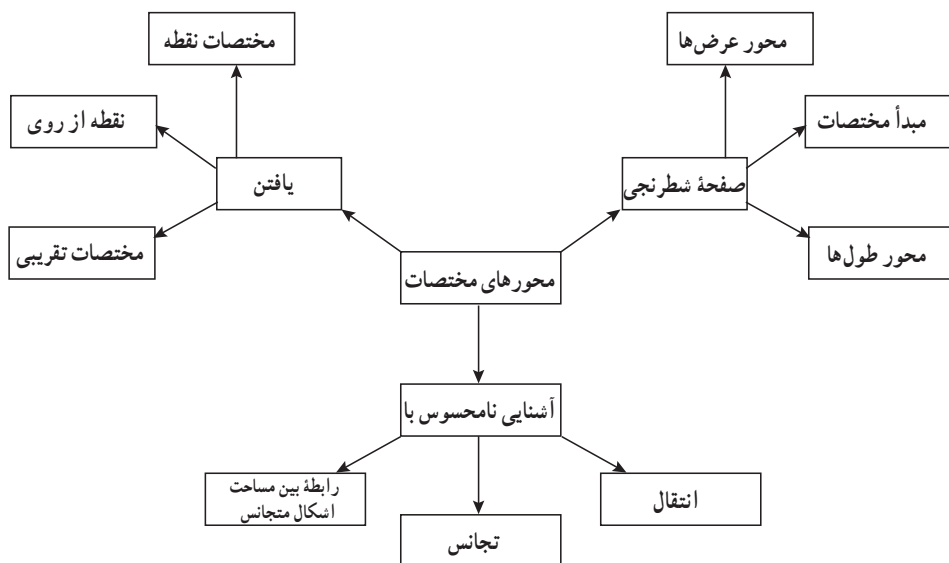 محور عرض‌ها
مختصات نقطه
مبدأ مختصات
نقطه از روی
صفحهٔ شطرنجی
یافتن
محور طول‌ها
مختصات تقریبی
محورهای مختصات
آشنایی نامحسوس با
انتقال
تجانس
رابطهٔ بین مساحت
اشکال متجانس